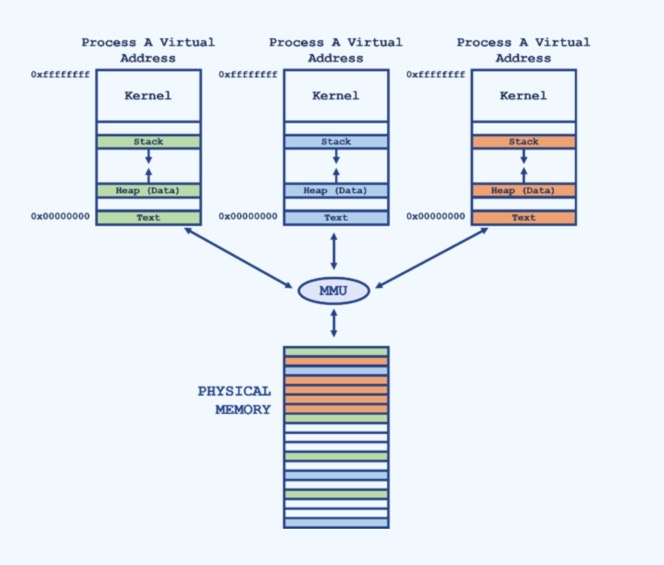 Process A Virtual
Address
Process A Virtual
Address
Process A Virtual
Address
0xffffffff
0xffffffff
0xffffffff
Kernel
Kernel
Kernel
Stack
Stack
Stack
Heap (Data)
Heap (Data)
Heap (Data)
0x00000000
Text
0x00000000
Text
0x00000000
Text
MMU
PHYSICAL
MEMORY